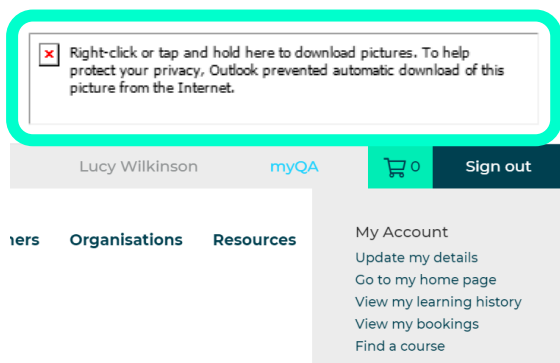 Right-click or tap and hold here to download pictures. To help
protect your privacy, Outlook prevented automatic download of this
picture from the Internet.
Lucy Wilkinson myQA 0 Sign out
ners Organisations Resources
My Account
Update my details
Go to my home page
View my learning history
View my bookings
Find a course